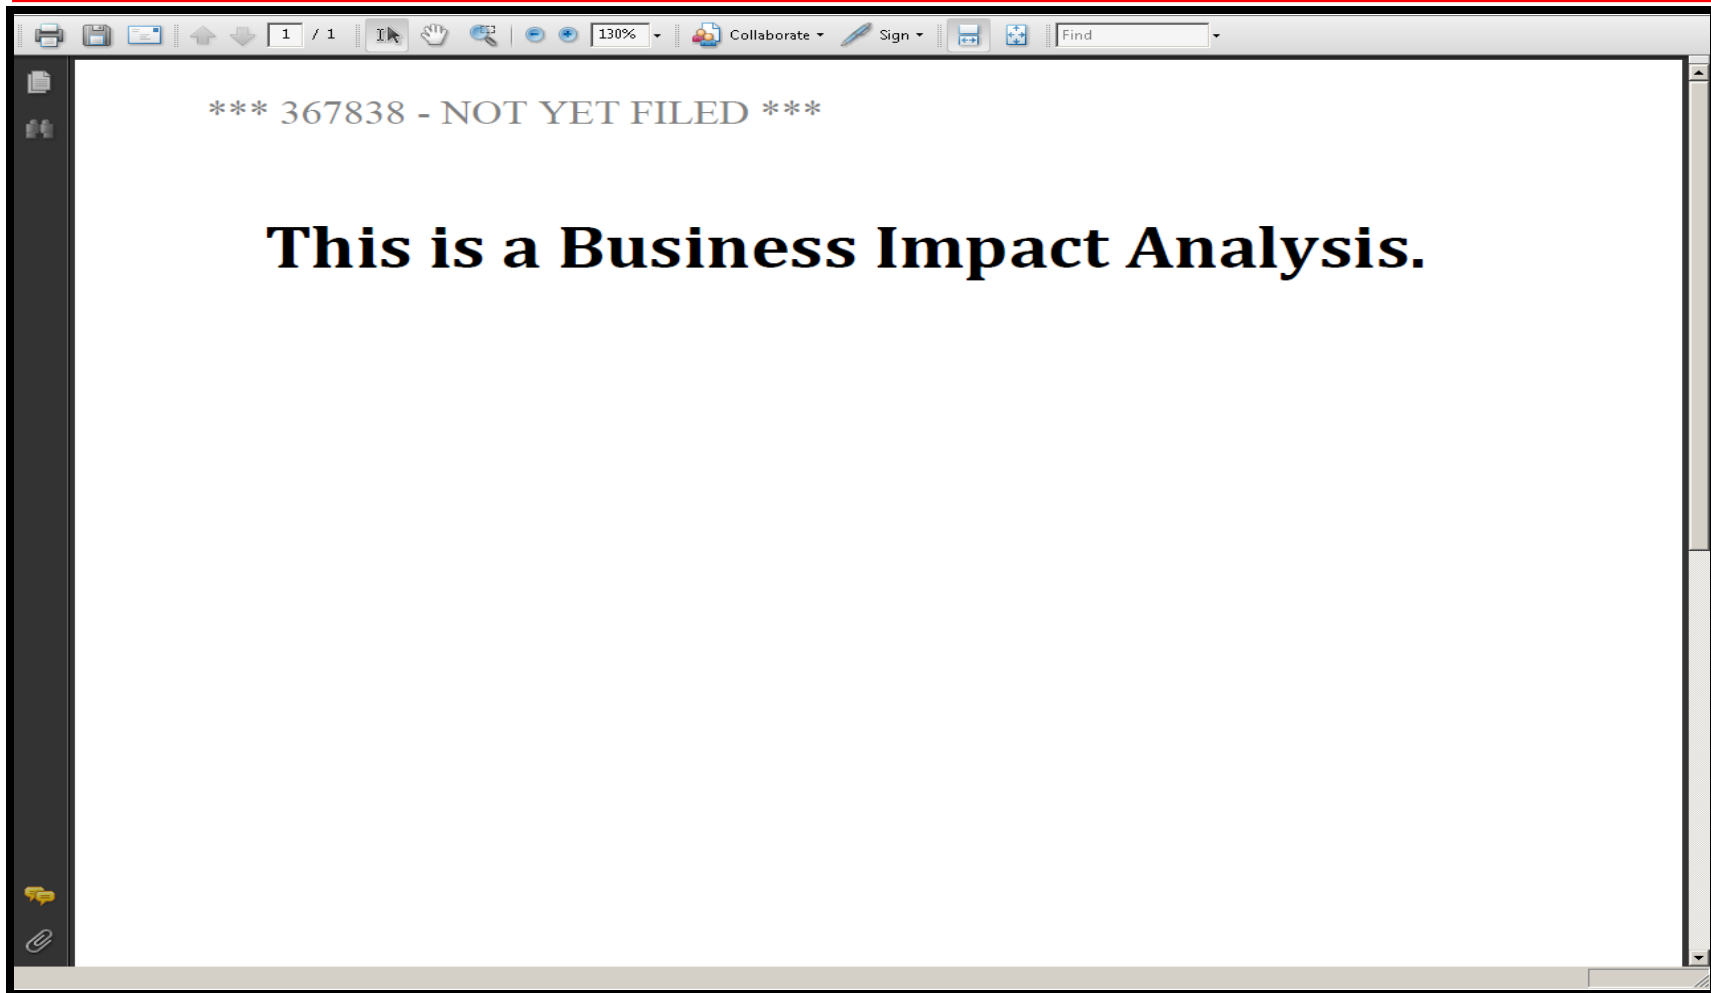 1 / 1 130% Collaborate Sign Find
*** 367838 - NOT YET FILED ***
This is a Business Impact Analysis.